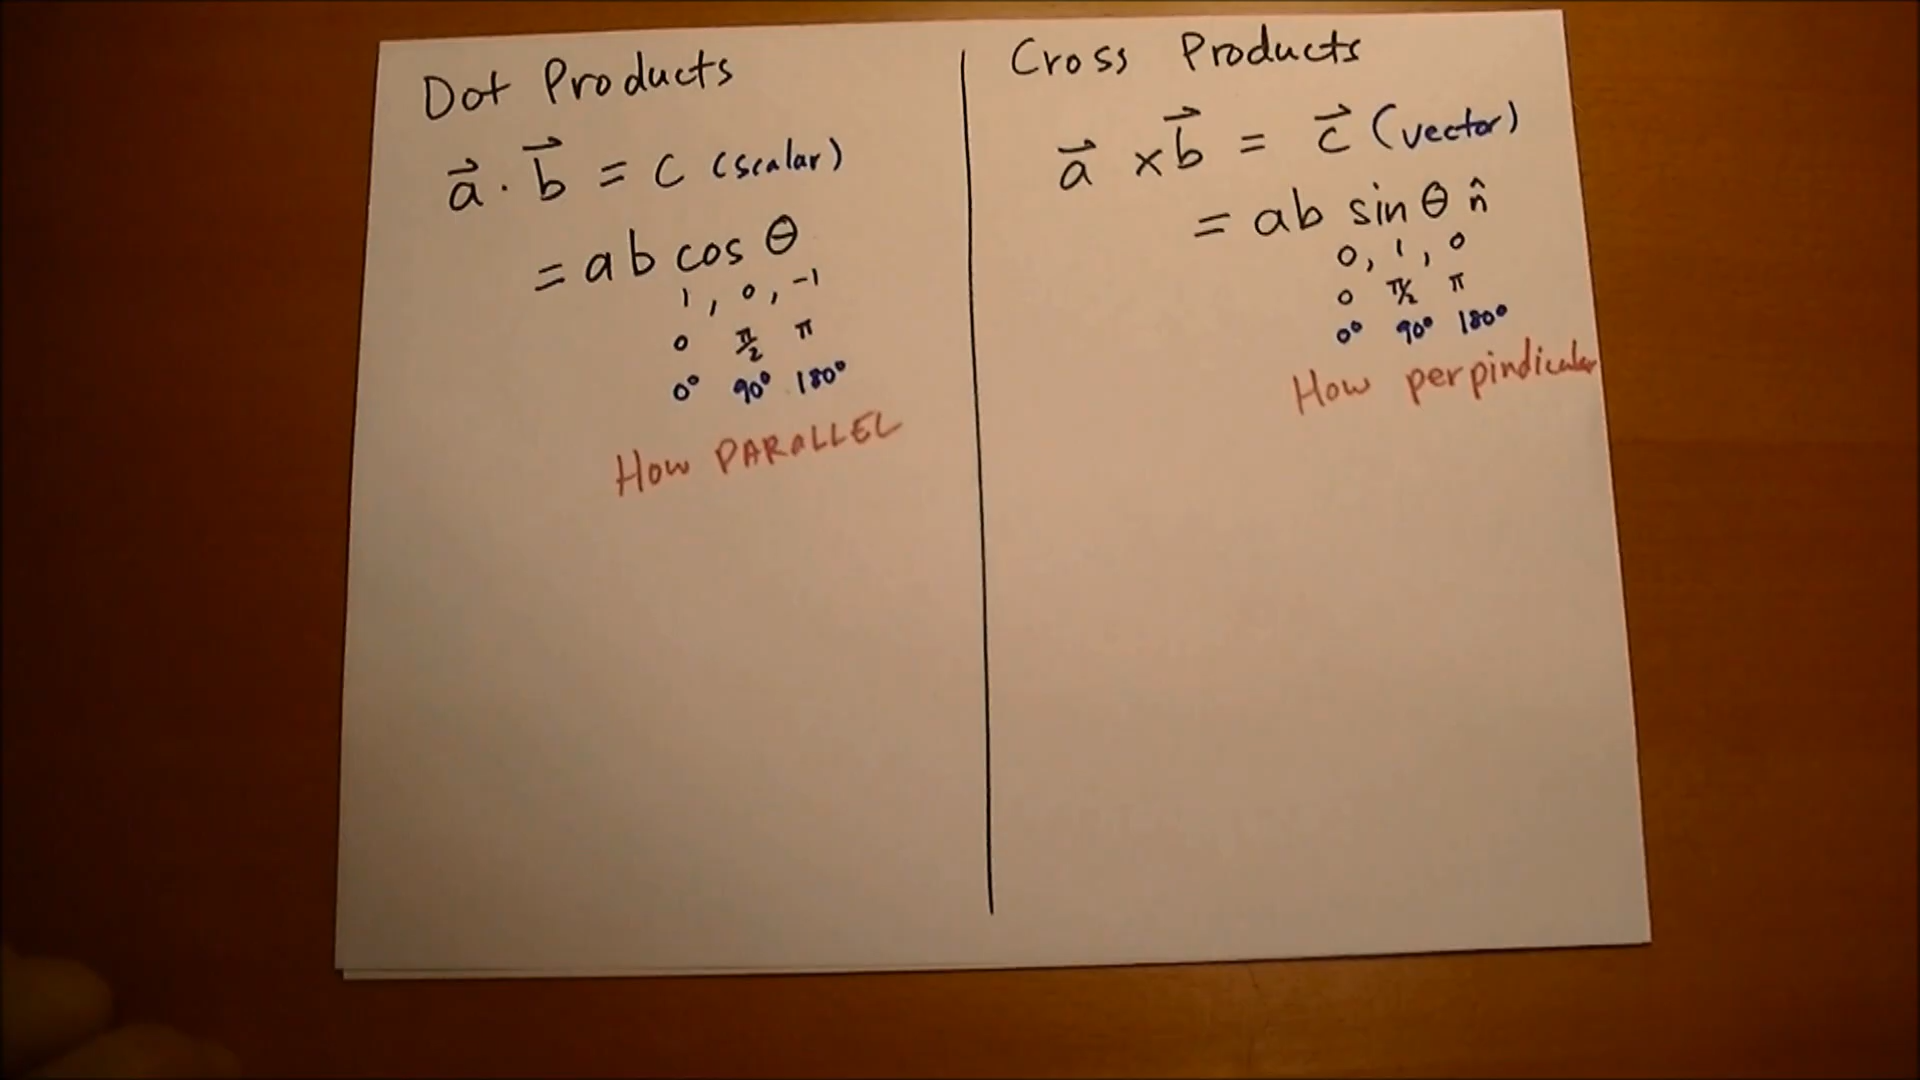 Dot Products
a⃗ · b⃗ = c (scalar)
= ab cos θ
1, 0, -1
0 π/2 π
0° 90° 180°
How PARALLEL
Cross Products
a⃗ × b⃗ = c⃗ (vector)
= ab sin θ n̂
0, 1, 0
0 π/2 π
0° 90° 180°
How perpindicular